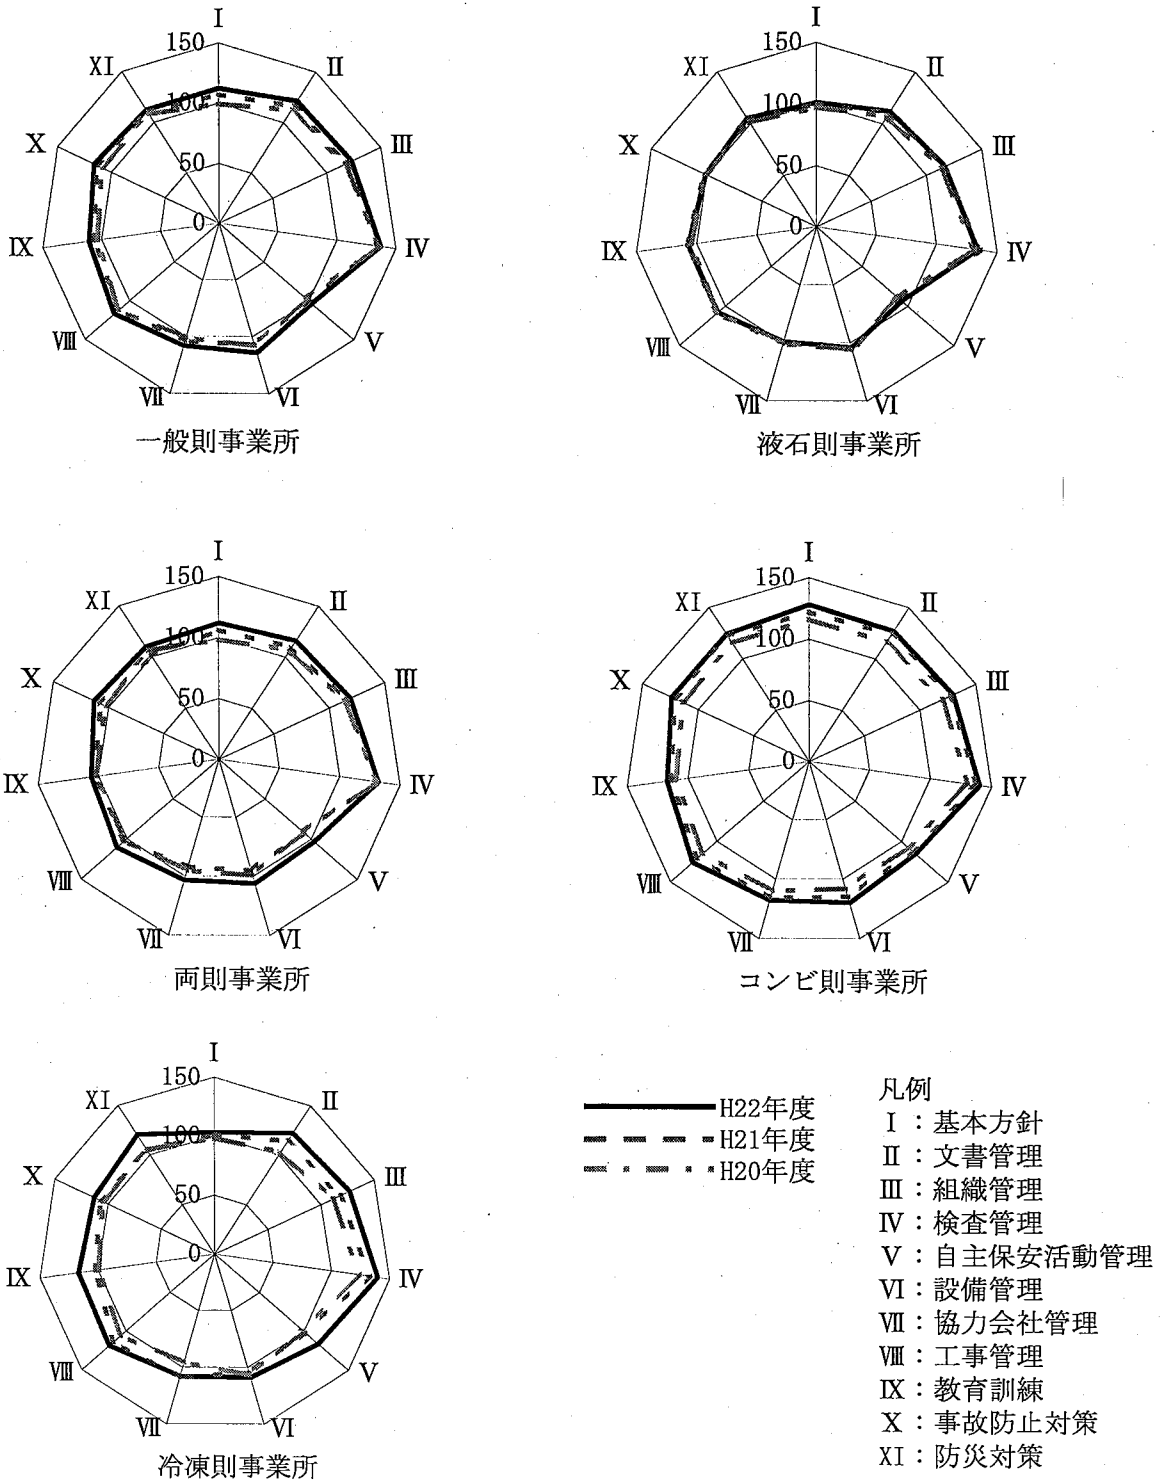 I
150
XI
II
100
X
III
50
0
IX
IV
VIII
V
VII
VI
一般則事業所
I
150
XI
II
100
X
III
50
0
IX
IV
VIII
V
VII
VI
液石則事業所
I
150
XI
II
100
X
III
50
0
IX
IV
VIII
V
VII
VI
両則事業所
I
150
XI
II
100
X
III
50
0
IX
IV
VIII
V
VII
VI
コンビ則事業所
I
150
XI
II
100
X
III
50
0
IX
IV
VIII
V
VII
VI
冷凍則事業所
H22年度
H21年度
H20年度
凡例
I：基本方針
II：文書管理
III：組織管理
IV：検査管理
V：自主保安活動管理
VI：設備管理
VII：協力会社管理
VIII：工事管理
IX：教育訓練
X：事故防止対策
XI：防災対策